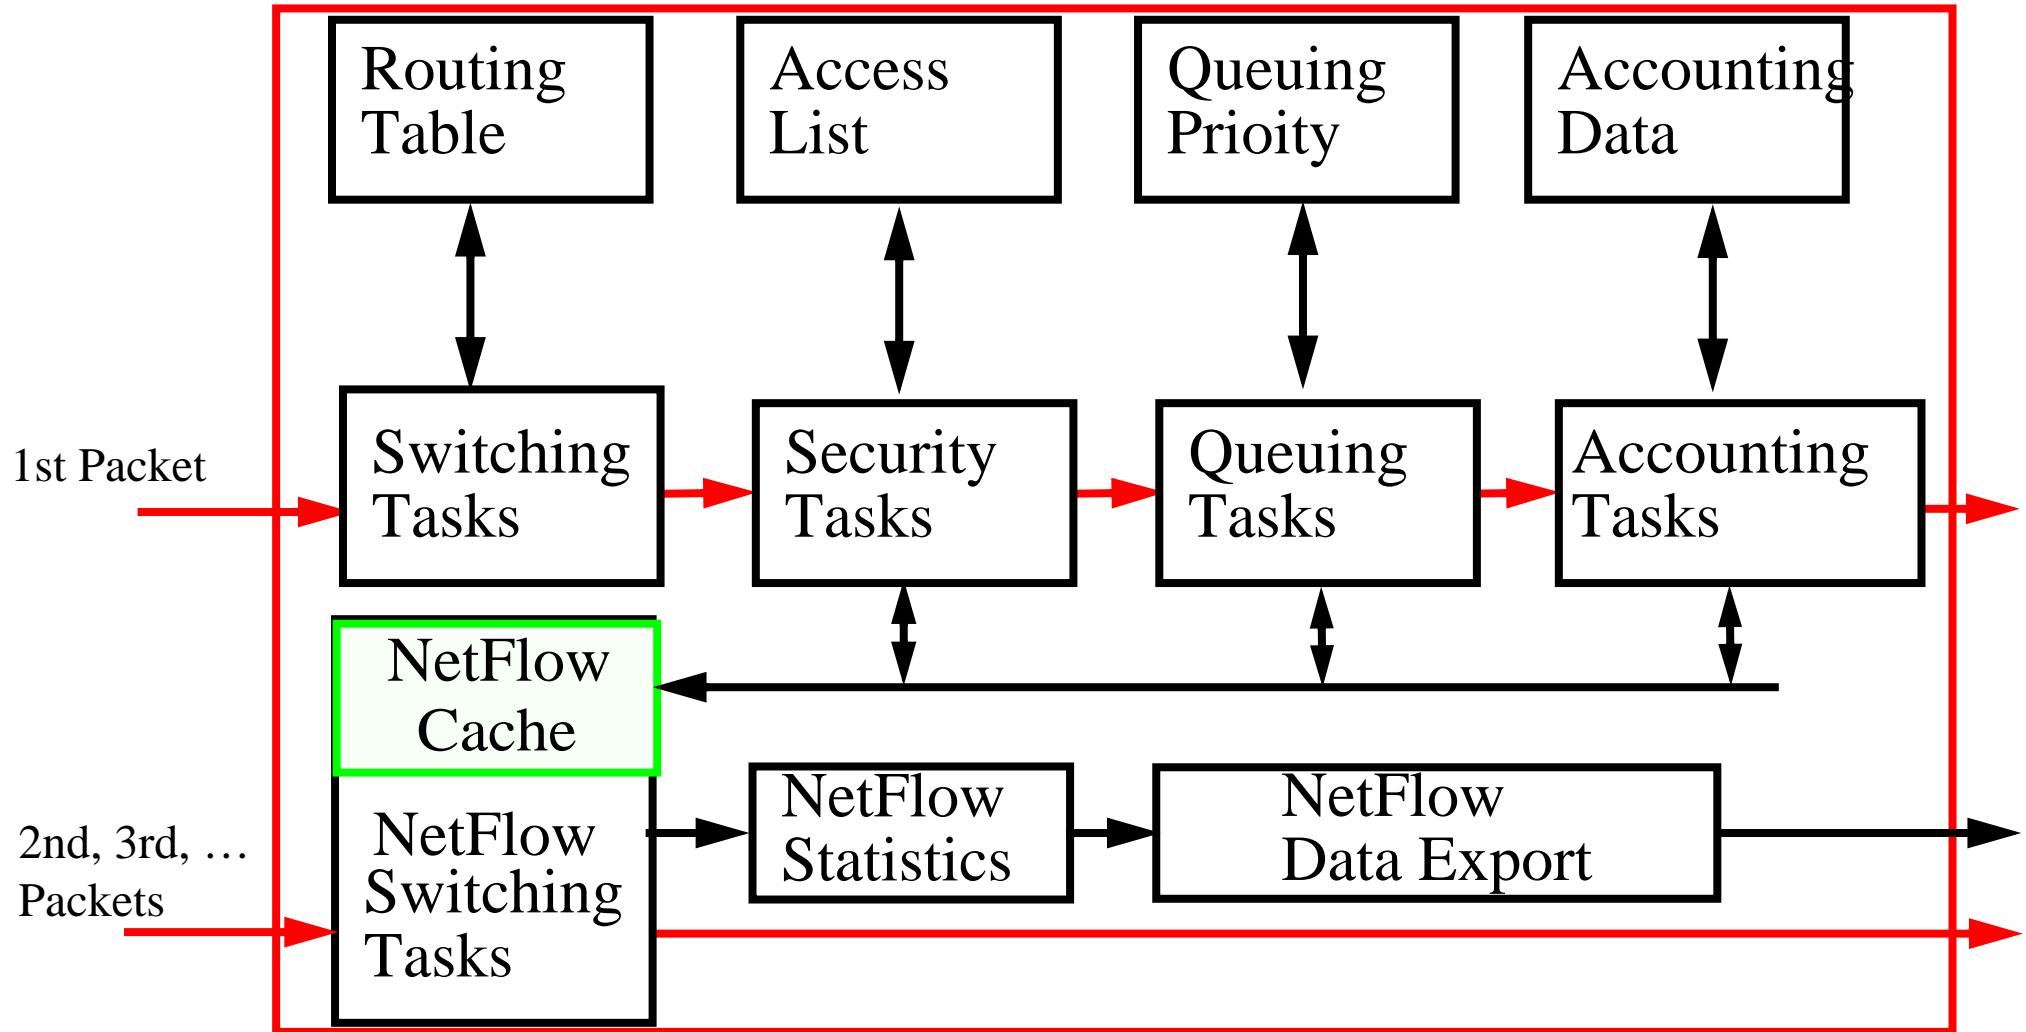 Routing
Table
Access
List
Queuing
Prioity
Accounting
Data
1st Packet
Switching
Tasks
Security
Tasks
Queuing
Tasks
Accounting
Tasks
NetFlow
Cache
2nd, 3rd, …
Packets
NetFlow
Switching
Tasks
NetFlow
Statistics
NetFlow
Data Export